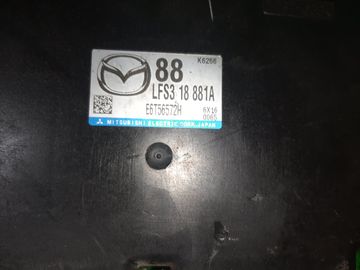 88
K6266
LFS3 18 881A
E6T56572H
6X16
0065
MITSUBISHI ELECTRIC CORP. JAPAN